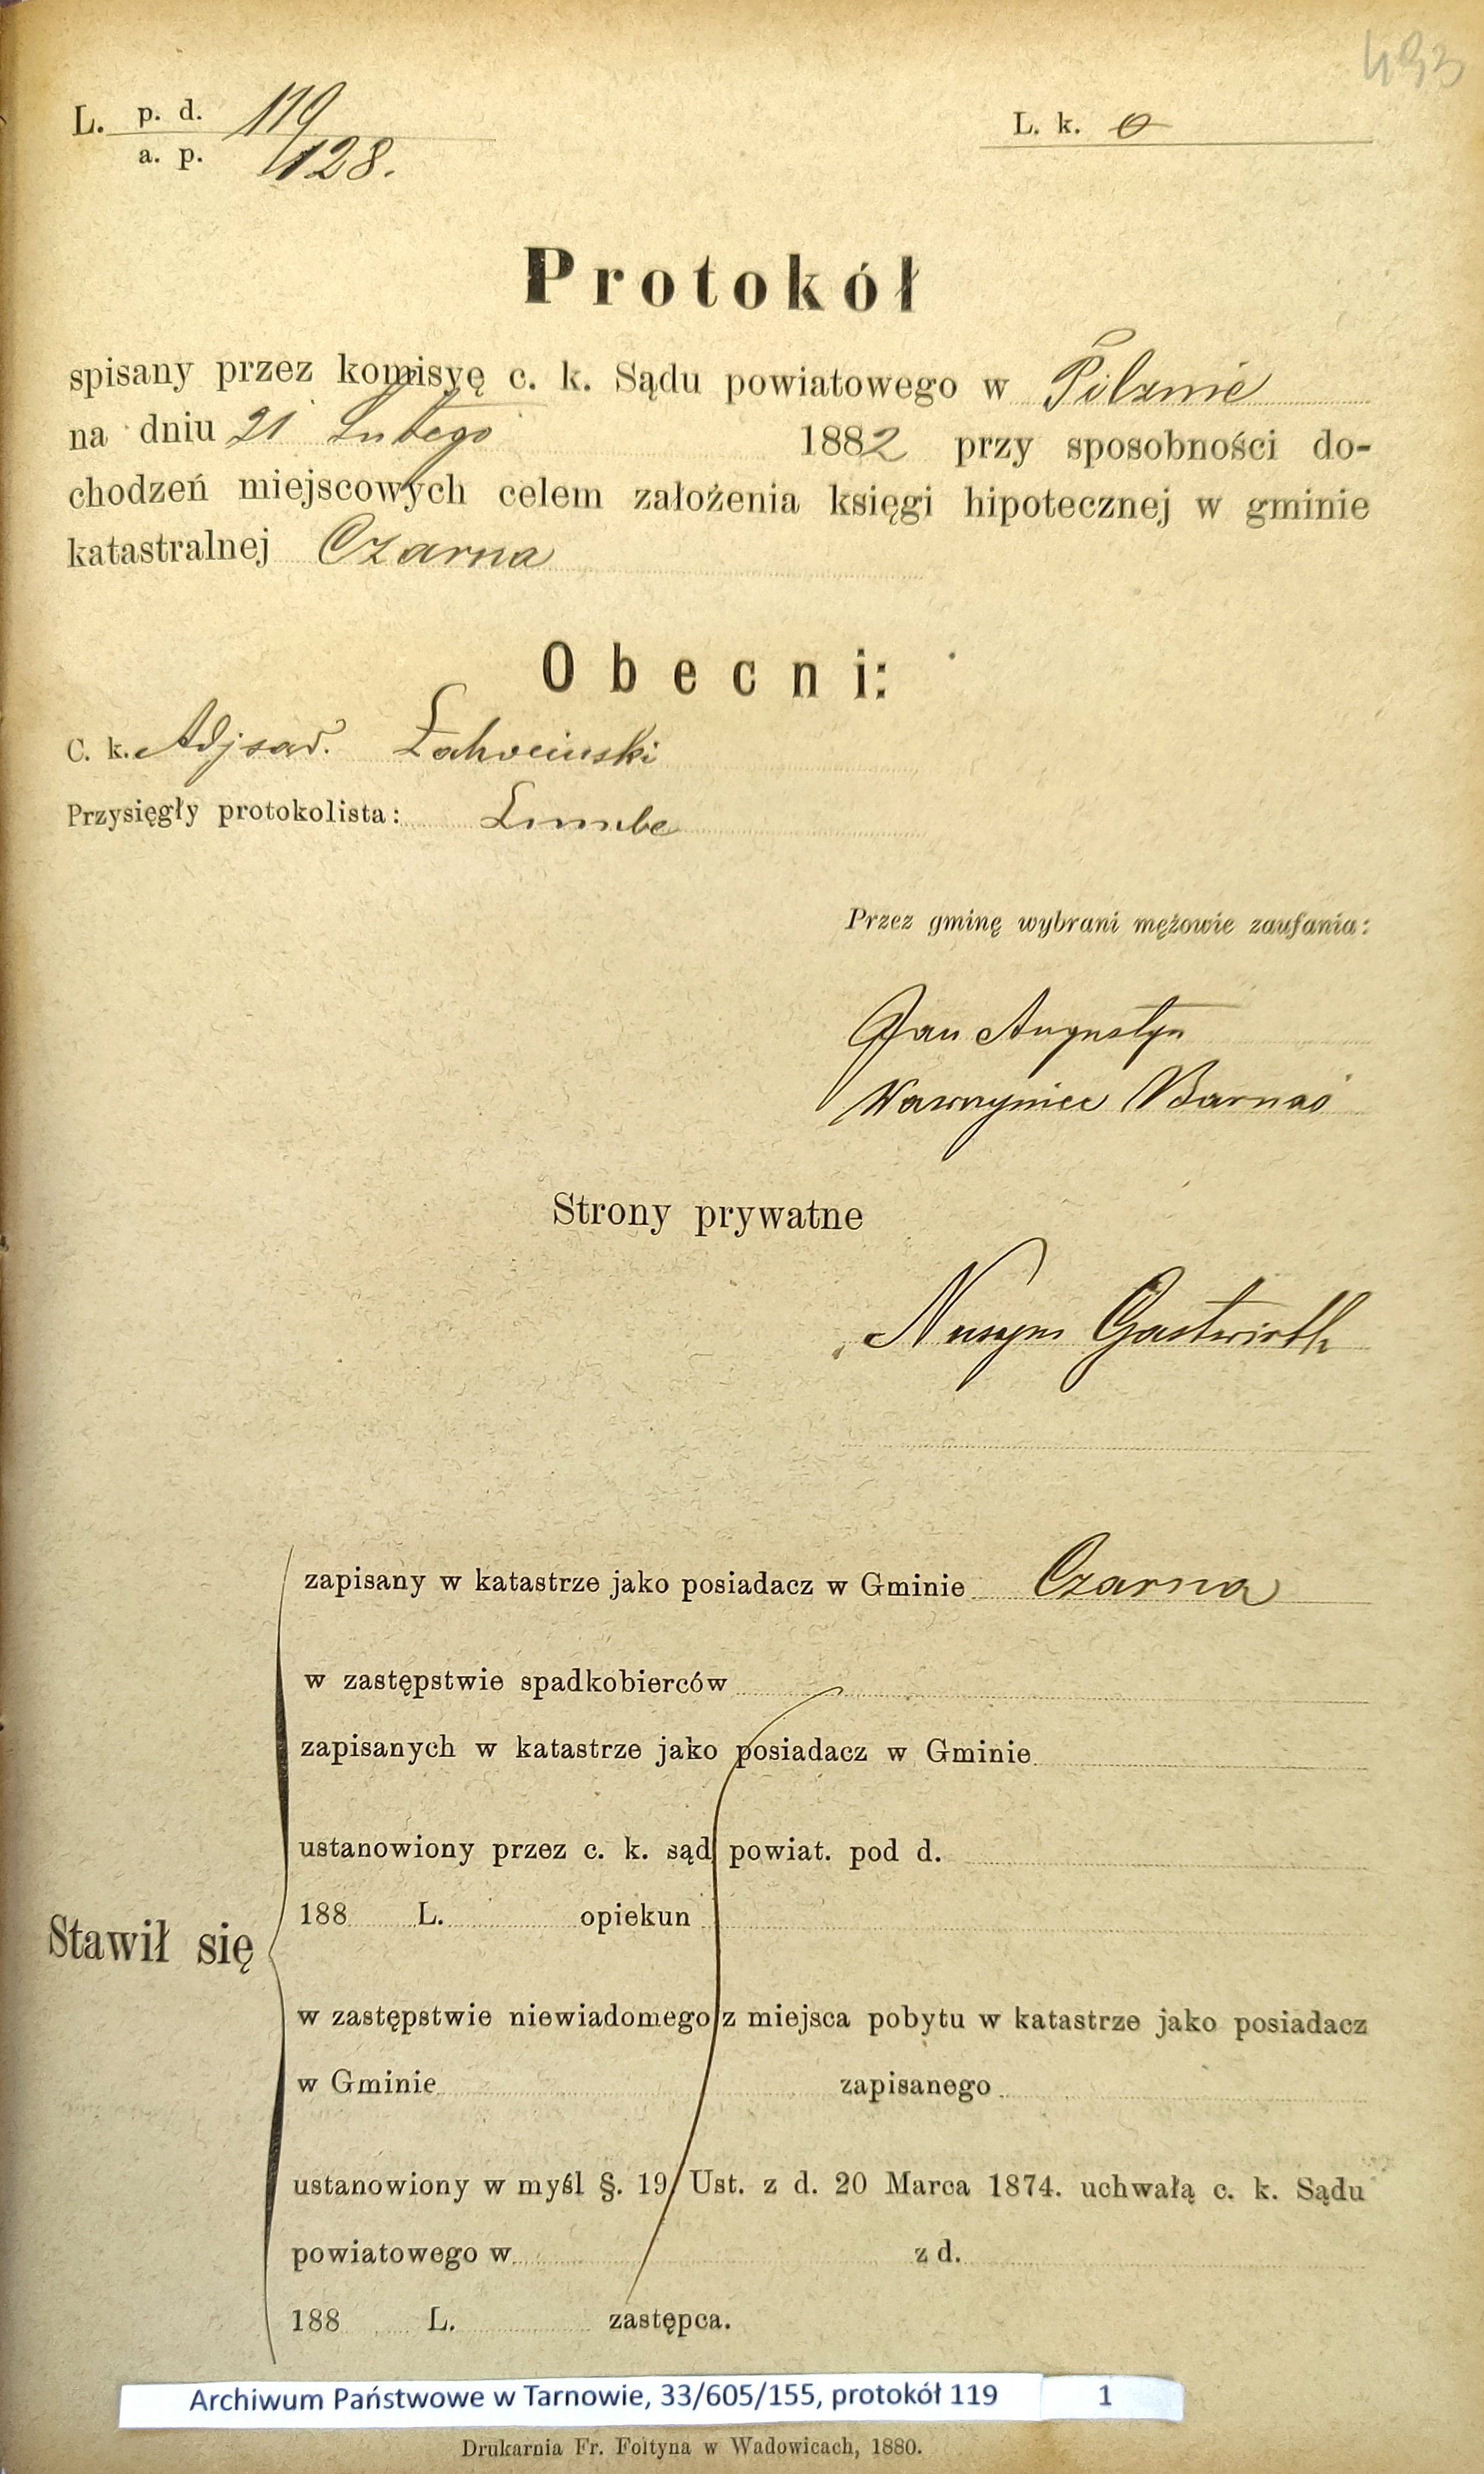 493
L. p. d. 119
a. p. 128.
L. k. 0
Protokół
spisany przez komisyę c. k. Sądu powiatowego w Pilznie
na dniu 21 Lutego 1882 przy sposobności do-
chodzeń miejscowych celem założenia księgi hipotecznej w gminie
katastralnej Czarna
Obecni:
C. k. Adj sąd.
Przysięgły protokolista:
Przez gminę wybrani mężowie zaufania:
Jan Augustyn
Wawrzyniec Barnaś
Strony prywatne
Nusym Gastwirth
zapisany w katastrze jako posiadacz w Gminie Czarna
w zastępstwie spadkobierców
zapisanych w katastrze jako posiadacz w Gminie
ustanowiony przez c. k. sąd powiat. pod d.
188 L. opiekun
Stawił się
w zastępstwie niewiadomego z miejsca pobytu w katastrze jako posiadacz
w Gminie zapisanego
ustanowiony w myśl §. 19 Ust. z d. 20 Marca 1874. uchwałą c. k. Sądu
powiatowego w z d.
188 L. zastępca.
Archiwum Państwowe w Tarnowie, 33/605/155, protokół 119 1
Drukarnia Fr. Foltyna w Wadowicach, 1880.